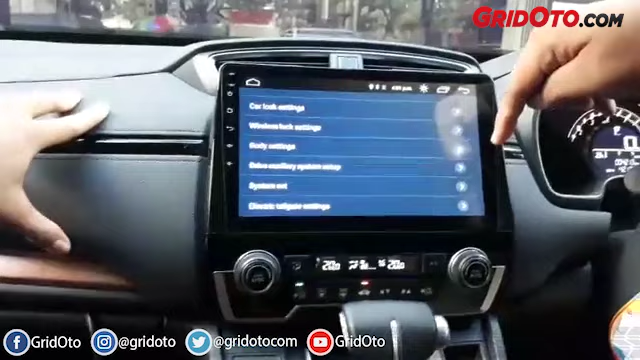 GRIDOTO.COM
Car lock settings
Wireless lock settings
Body settings
Drive auxiliary system setup
System set
Electric tailgate settings
GridOto
@gridoto
@gridotocom
GridOto